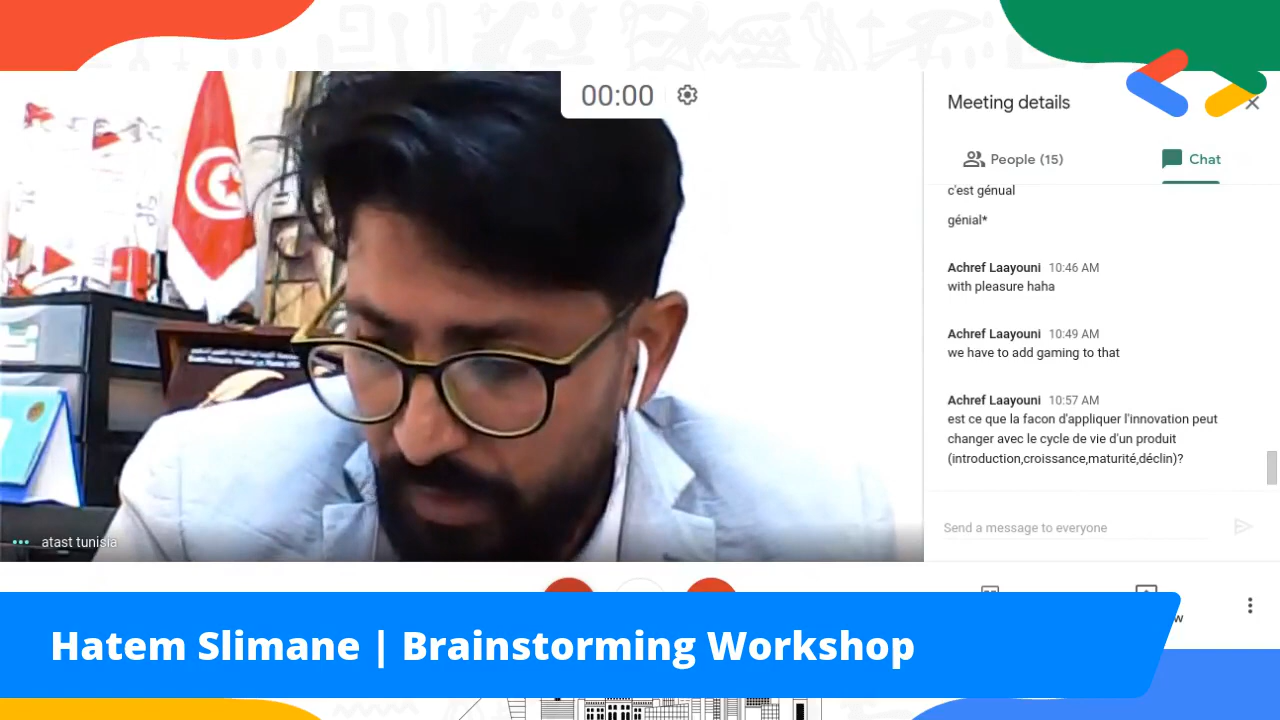 00:00
Meeting details
People (15)
Chat
c'est génual
génial*
Achref Laayouni 10:46 AM
with pleasure haha
Achref Laayouni 10:49 AM
we have to add gaming to that
Achref Laayouni 10:57 AM
est ce que la facon d'appliquer l'innovation peut
changer avec le cycle de vie d'un produit
(introduction,croissance,maturité,déclin)?
Send a message to everyone
atast tunisia
Hatem Slimane | Brainstorming Workshop